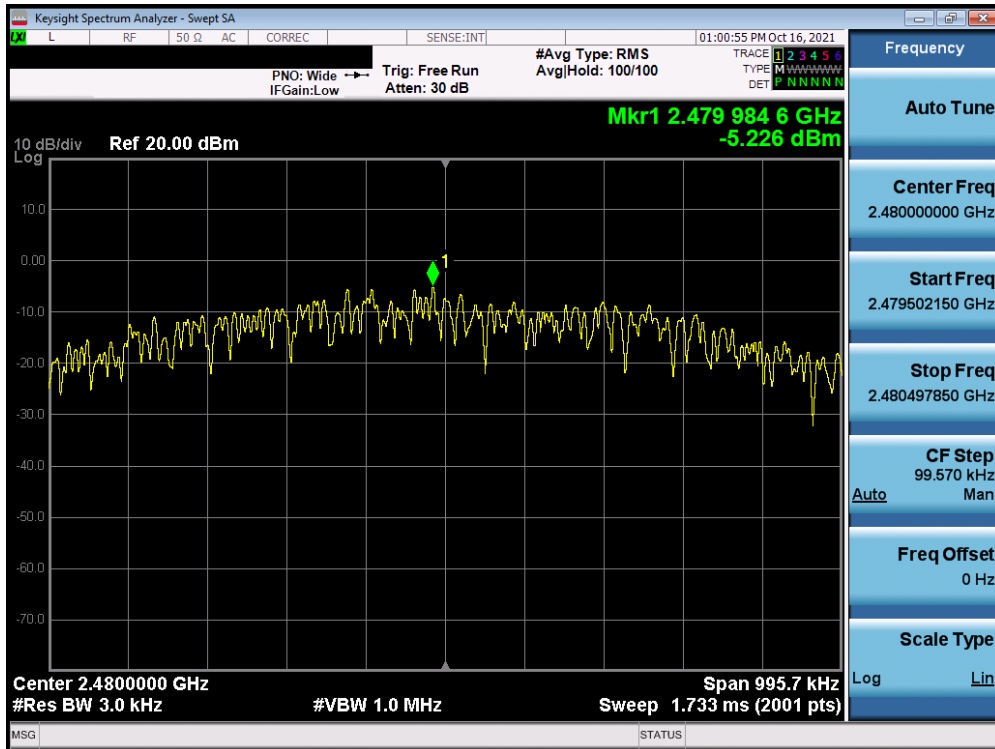 Keysight Spectrum Analyzer - Swept SA
LXI L RF 50 Ω AC CORREC SENSE:INT 01:00:55 PM Oct 16, 2021
PNO: Wide
IFGain:Low
Trig: Free Run
Atten: 30 dB
#Avg Type: RMS
Avg|Hold: 100/100
TRACE 1 2 3 4 5 6
TYPE M W W W W W
DET P N N N N N
Mkr1 2.479 984 6 GHz
-5.226 dBm
10 dB/div
Log
Ref 20.00 dBm
10.0
0.00
-10.0
-20.0
-30.0
-40.0
-50.0
-60.0
-70.0
1
Center 2.4800000 GHz
Span 995.7 kHz
#Res BW 3.0 kHz
#VBW 1.0 MHz
Sweep 1.733 ms (2001 pts)
MSG
STATUS
Frequency
Auto Tune
Center Freq
2.480000000 GHz
Start Freq
2.479502150 GHz
Stop Freq
2.480497850 GHz
CF Step
99.570 kHz
Auto Man
Freq Offset
0 Hz
Scale Type
Log Lin